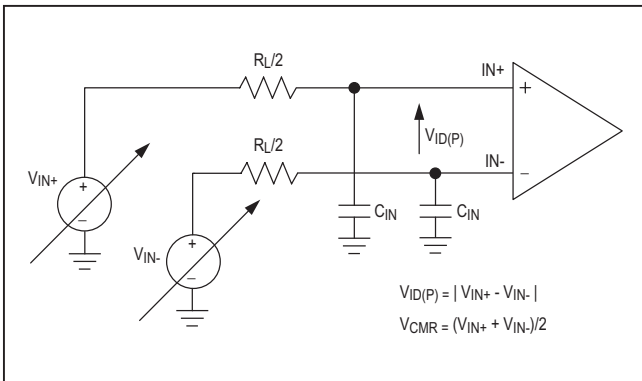 RL/2
IN+
+
VID(P)
RL/2
IN-
−
VIN+
+
−
CIN
CIN
VIN-
+
−
VID(P) = | VIN+ - VIN- |
VCMR = (VIN+ + VIN-)/2